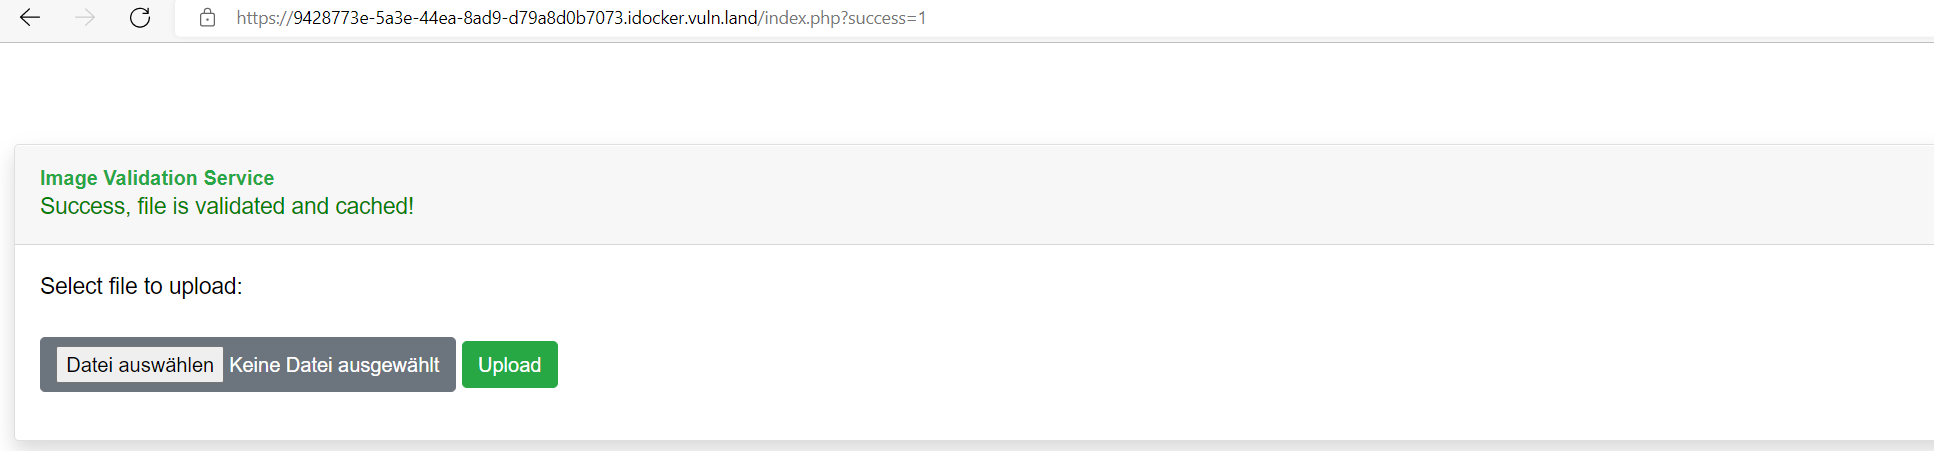 https://9428773e-5a3e-44ea-8ad9-d79a8d0b7073.idocker.vuln.land/index.php?success=1
Image Validation Service
Success, file is validated and cached!
Select file to upload:
Datei auswählen Keine Datei ausgewählt Upload